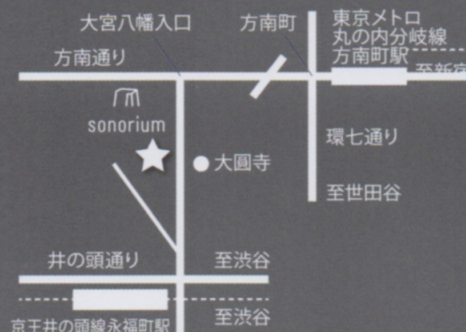 大宮八幡入口
方南町
東京メトロ
丸の内分岐線
方南町駅
至新宿
方南通り
sonorium
大圓寺
環七通り
至世田谷
井の頭通り
至渋谷
京王井の頭線永福町駅
至渋谷